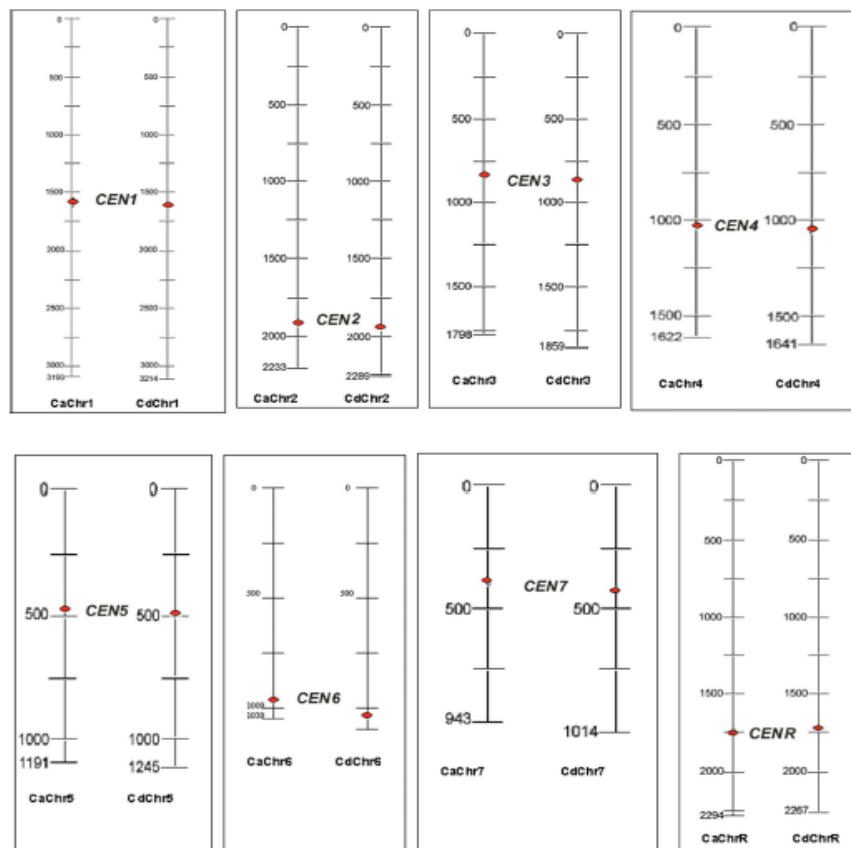 0 0
500 500
1000 1000
1500 1500
CEN1
2000 2000
2500 2500
3000 3000
3214
CaChr1 CdChr1
0 0
500 500
1000 1000
1500 1500
CEN2
2000 2000
2233 2286
CaChr2 CdChr2
0 0
500 500
CEN3
1000 1000
1500 1500
1798 1859
CaChr3 CdChr3
0 0
500 500
1000 1000
CEN4
1500 1500
1622 1641
CaChr4 CdChr4
0 0
500 CEN5 500
1000 1000
1191 1245
CaChr5 CdChr5
0 0
500 500
CEN6
1000
1030
CaChr6 CdChr6
0 0
CEN7
500 500
943 1014
CaChr7 CdChr7
0 0
500 500
1000 1000
1500 1500
CENR
2000 2000
2294 2267
CaChrR CdChrR